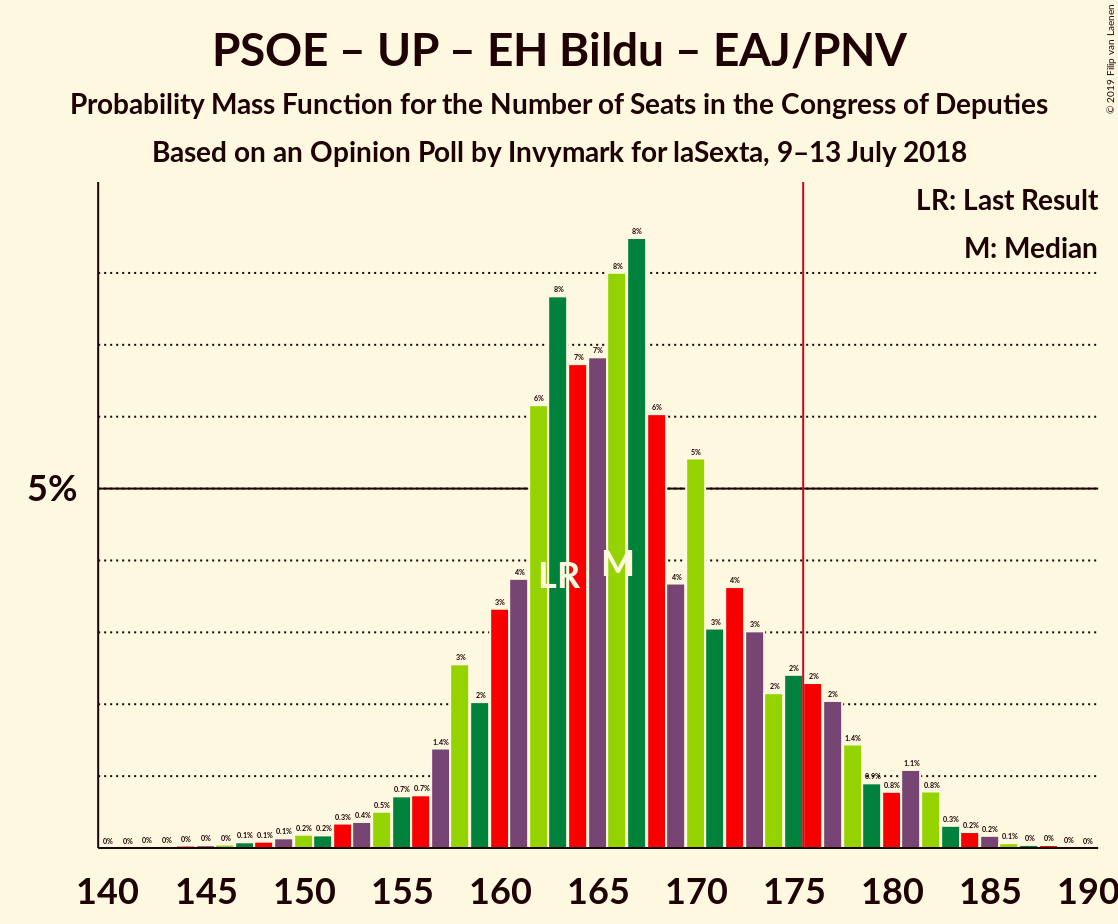 PSOE – UP – EH Bildu – EAJ/PNV
Probability Mass Function for the Number of Seats in the Congress of Deputies
Based on an Opinion Poll by Invymark for laSexta, 9–13 July 2018
© 2019 Filip van Laenen
LR: Last Result
M: Median
5%
0% 0% 0% 0% 0% 0% 0% 0.1% 0.1% 0.1% 0.2% 0.2% 0.3% 0.4% 0.5% 0.7% 0.7% 1.4% 3% 2% 3% 4% 6% 8% 7% 7% 8% 8% 6% 4% 5% 3% 4% 3% 2% 2% 2% 2% 1.4% 0.9% 0.8% 1.1% 0.8% 0.3% 0.2% 0.2% 0.1% 0% 0% 0% 0%
LR M
140 145 150 155 160 165 170 175 180 185 190